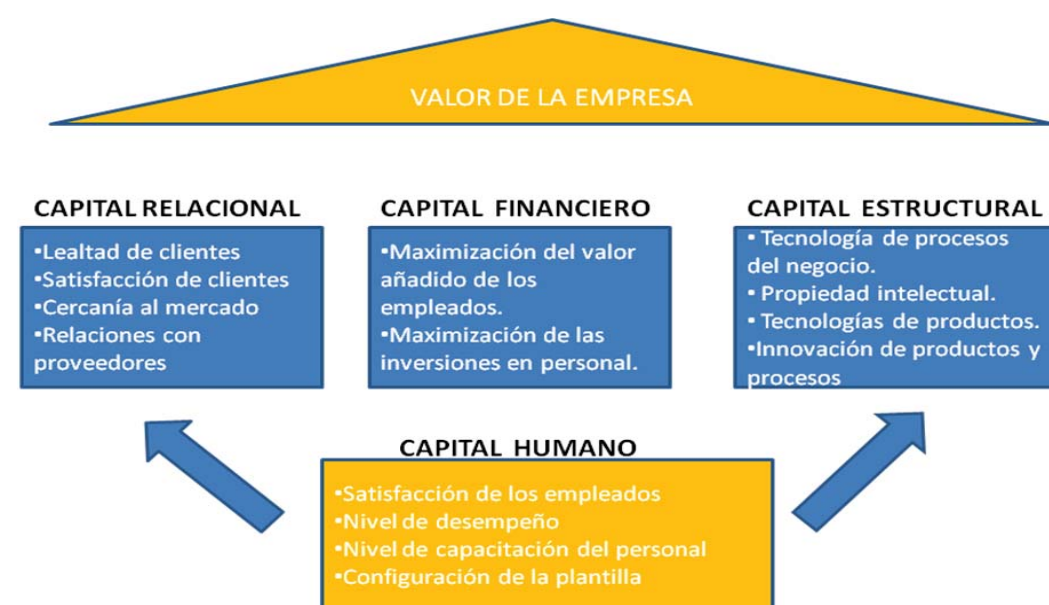 VALOR DE LA EMPRESA
CAPITAL RELACIONAL
•Lealtad de clientes
•Satisfacción de clientes
•Cercanía al mercado
•Relaciones con
proveedores
CAPITAL FINANCIERO
•Maximización del valor
añadido de los
empleados.
•Maximización de las
inversiones en personal.
CAPITAL ESTRUCTURAL
• Tecnología de procesos
del negocio.
• Propiedad intelectual.
• Tecnologías de productos.
•Innovación de productos y
procesos
CAPITAL HUMANO
•Satisfacción de los empleados
•Nivel de desempeño
•Nivel de capacitación del personal
•Configuración de la plantilla